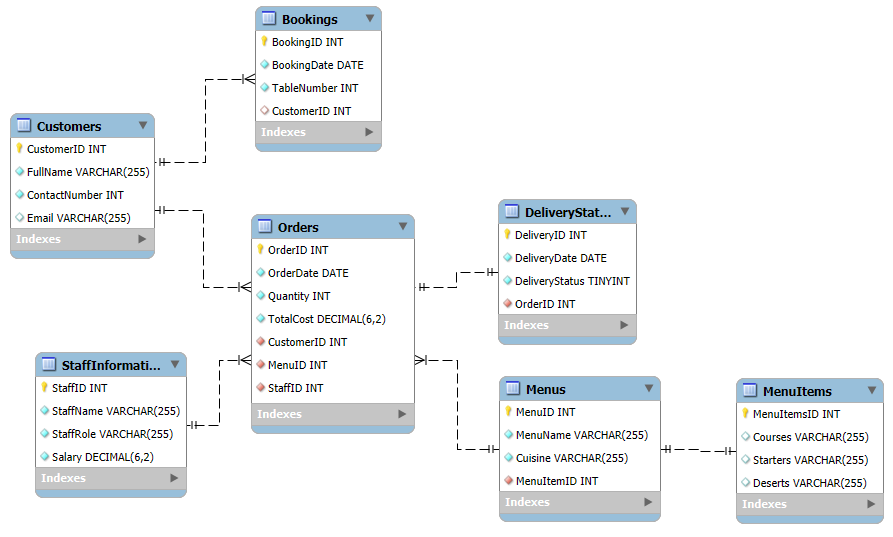 Bookings
BookingID INT
BookingDate DATE
TableNumber INT
CustomerID INT
Indexes
Customers
CustomerID INT
FullName VARCHAR(255)
ContactNumber INT
Email VARCHAR(255)
Indexes
Orders
OrderID INT
OrderDate DATE
Quantity INT
TotalCost DECIMAL(6,2)
CustomerID INT
MenuID INT
StaffID INT
Indexes
DeliveryStat...
DeliveryID INT
DeliveryDate DATE
DeliveryStatus TINYINT
OrderID INT
Indexes
StaffInformati...
StaffID INT
StaffName VARCHAR(255)
StaffRole VARCHAR(255)
Salary DECIMAL(6,2)
Indexes
Menus
MenuID INT
MenuName VARCHAR(255)
Cuisine VARCHAR(255)
MenuItemID INT
Indexes
MenuItems
MenuItemsID INT
Courses VARCHAR(255)
Starters VARCHAR(255)
Deserts VARCHAR(255)
Indexes